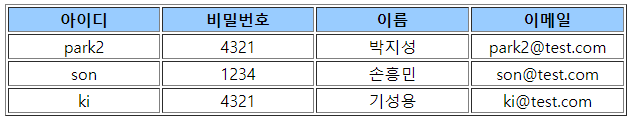 아이디 비밀번호 이름 이메일
park2 4321 박지성 park2@test.com
son 1234 손흥민 son@test.com
ki 4321 기성용 ki@test.com